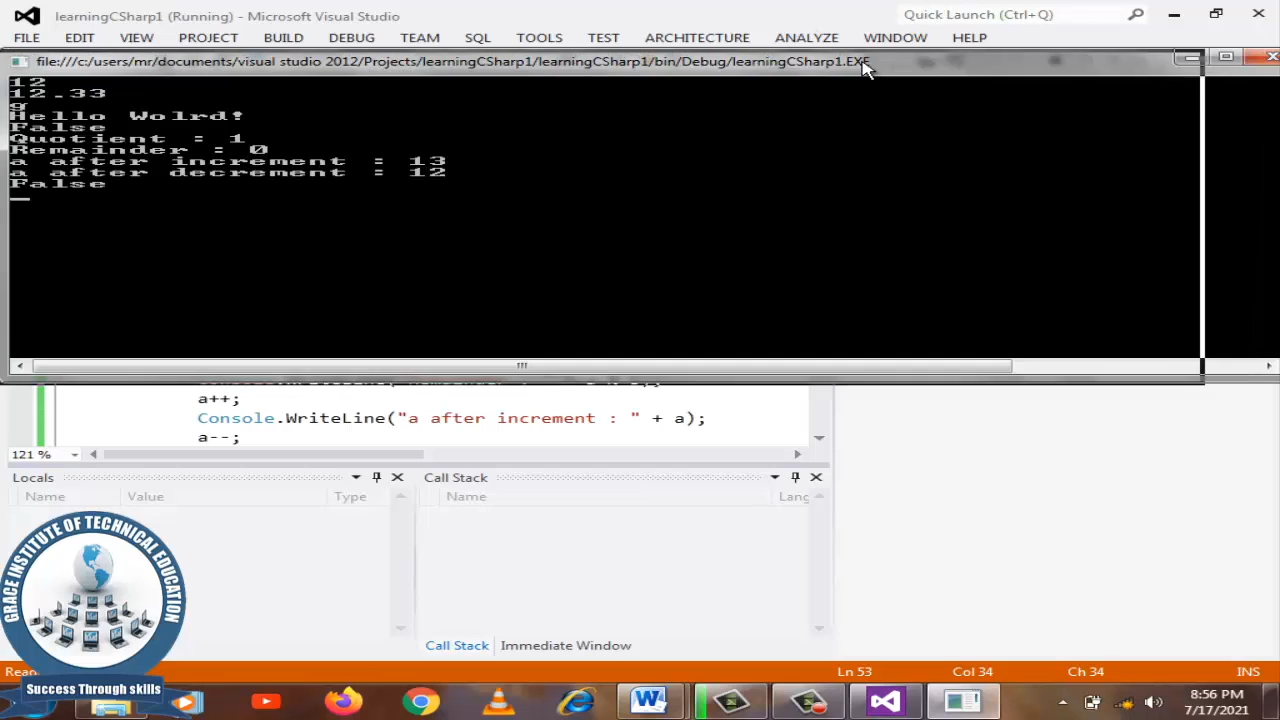 learningCSharp1 (Running) - Microsoft Visual Studio
Quick Launch (Ctrl+Q)
FILE EDIT VIEW PROJECT BUILD DEBUG TEAM SQL TOOLS TEST ARCHITECTURE ANALYZE WINDOW HELP
file:///c:/users/mr/documents/visual studio 2012/Projects/learningCSharp1/learningCSharp1/bin/Debug/learningCSharp1.EXE
12
12.33
g
Hello Wolrd!
False
Quotient : 1
Remainder : 0
a after increment : 13
a after decrement : 12
False
a++;
Console.WriteLine("a after increment : " + a);
a--;
121 %
Locals
Call Stack
Name Value Type
Name Lang
Call Stack Immediate Window
GRACE INSTITUTE OF TECHNICAL EDUCATION
Success Through skills
Ln 53 Col 34 Ch 34 INS
8:56 PM
7/17/2021